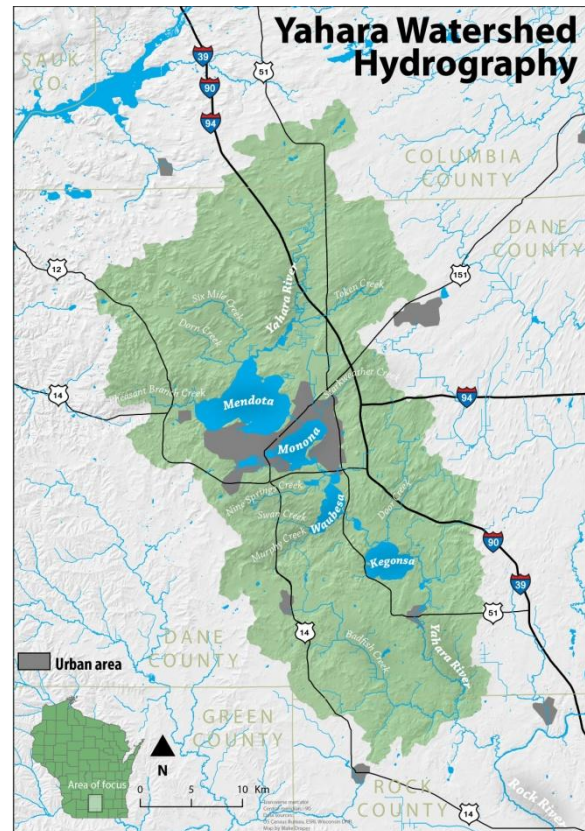 Yahara Watershed
Hydrography
SAUK
CO.
39
90
94
51
COLUMBIA
COUNTY
DANE
COUNTY
12
151
Six Mile Creek
Dorn Creek
Yahara River
Token Creek
14
Pheasant Branch Creek
Starkweather Cr.
94
Mendota
Monona
Nine Springs Creek
Swan Creek
Murphy Creek
Waubesa
Door Creek
Kegonsa
90
39
51
14
Badfish Creek
Yahara River
DANE
COUNTY
Urban area
GREEN
COUNTY
ROCK
COUNTY
Rock River
14
Area of focus
N
0 5 10 Km